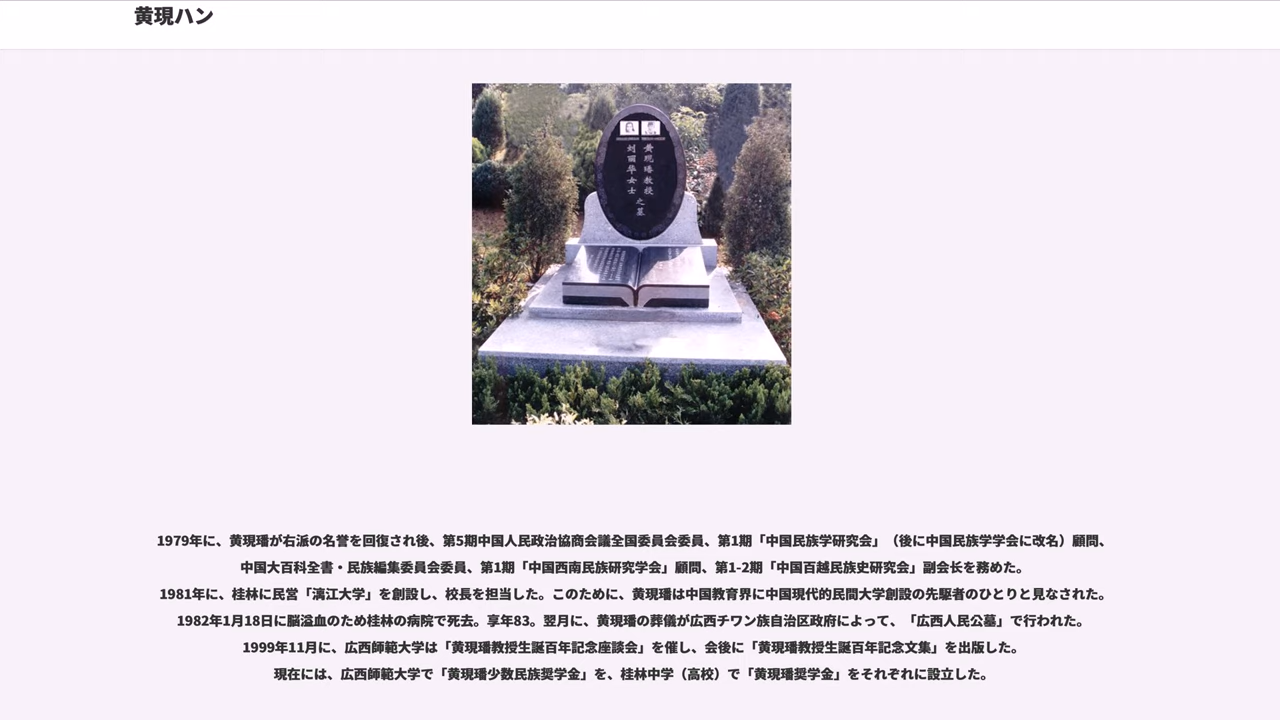 黄現ハン
黄現璠教授
刘丽华女士
之墓
1979年に、黄現璠が右派の名誉を回復され後、第5期中国人民政治協商会議全国委員会委員、第1期「中国民族学研究会」（後に中国民族学学会に改名）顧問、
中国大百科全書・民族編集委員会委員、第1期「中国西南民族研究学会」顧問、第1-2期「中国百越民族史研究会」副会长を務めた。
1981年に、桂林に民営「漓江大学」を創設し、校長を担当した。このために、黄現璠は中国教育界に中国現代的民間大学創設の先駆者のひとりと見なされた。
1982年1月18日に脳溢血のため桂林の病院で死去。享年83。翌月に、黄現璠の葬儀が広西チワン族自治区政府によって、「広西人民公墓」で行われた。
1999年11月に、広西師範大学は「黄現璠教授生誕百年記念座談会」を催し、会後に「黄現璠教授生誕百年記念文集」を出版した。
現在には、広西師範大学で「黄現璠少数民族奨学金」を、桂林中学（高校）で「黄現璠奨学金」をそれぞれに設立した。